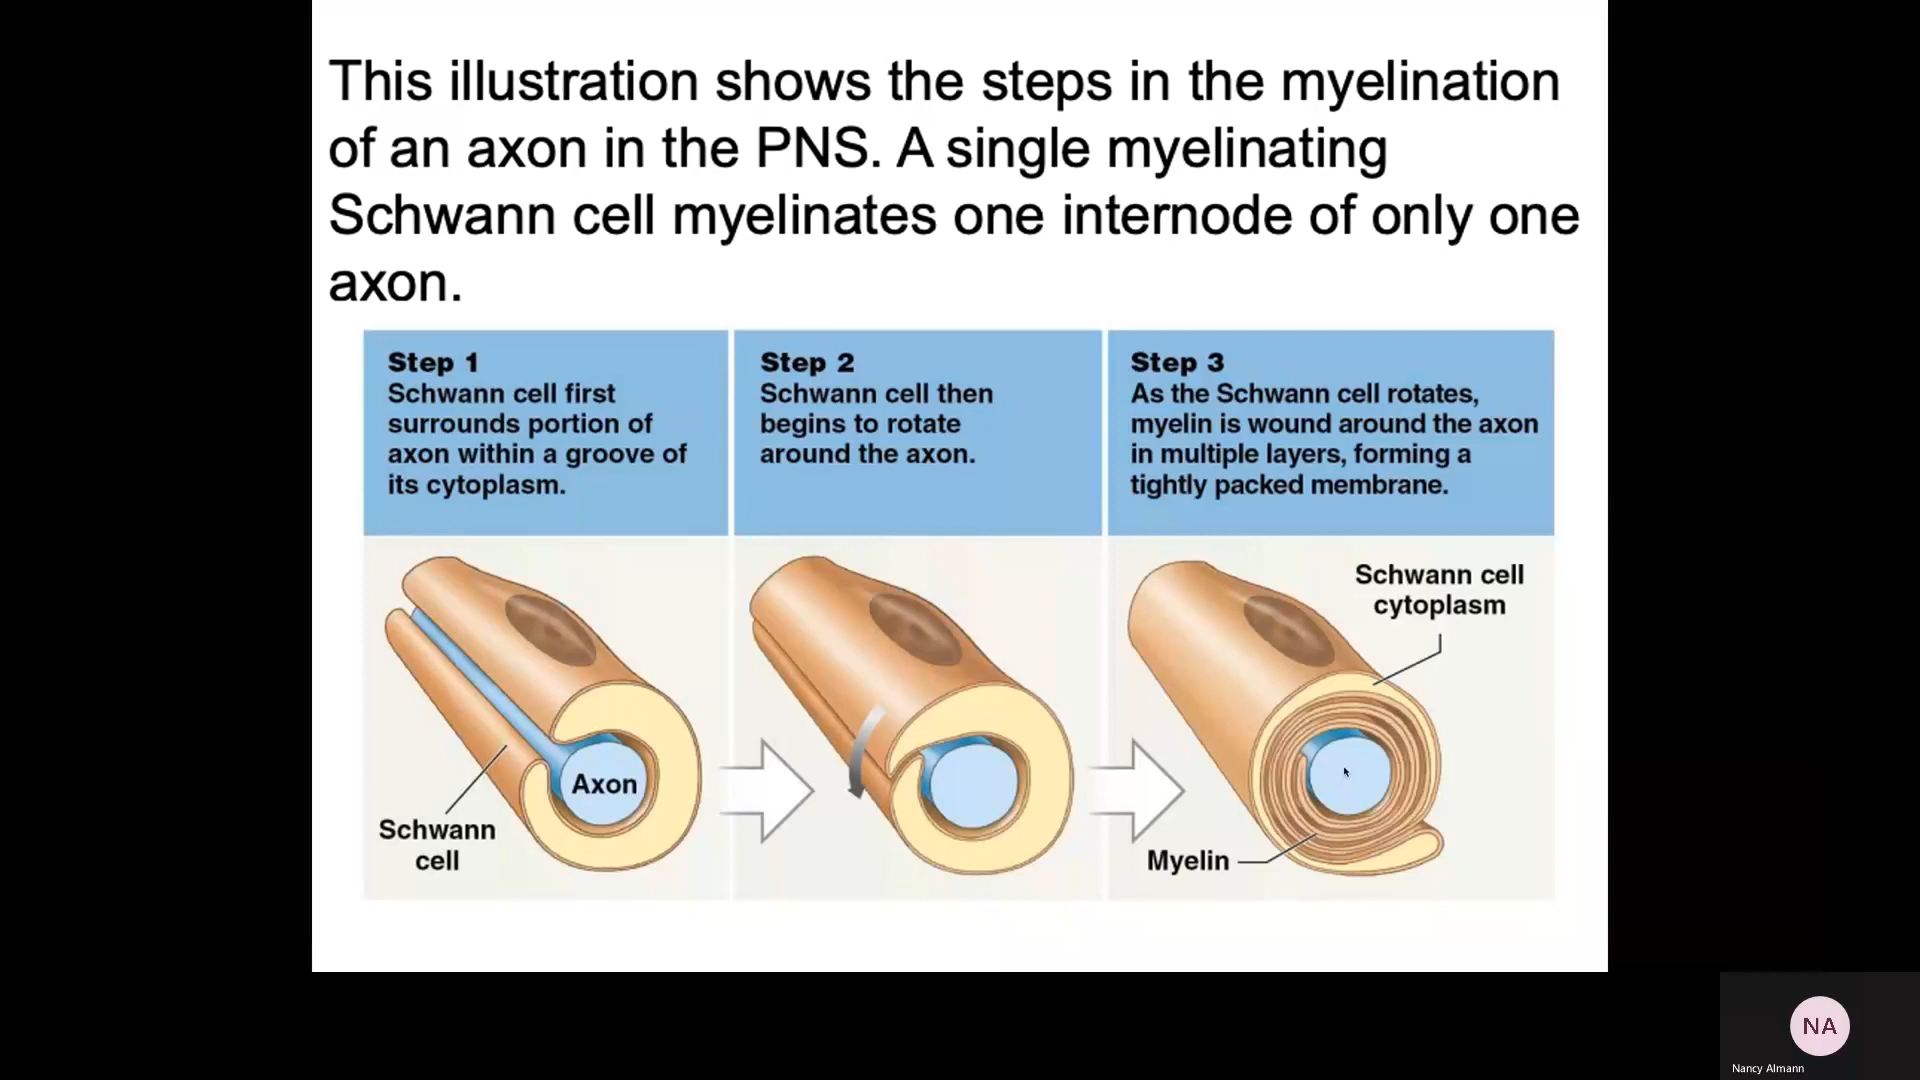 This illustration shows the steps in the myelination
of an axon in the PNS. A single myelinating
Schwann cell myelinates one internode of only one
axon.
Step 1
Schwann cell first
surrounds portion of
axon within a groove of
its cytoplasm.
Step 2
Schwann cell then
begins to rotate
around the axon.
Step 3
As the Schwann cell rotates,
myelin is wound around the axon
in multiple layers, forming a
tightly packed membrane.
Axon
Schwann
cell
Schwann cell
cytoplasm
Myelin
NA
Nancy Almann